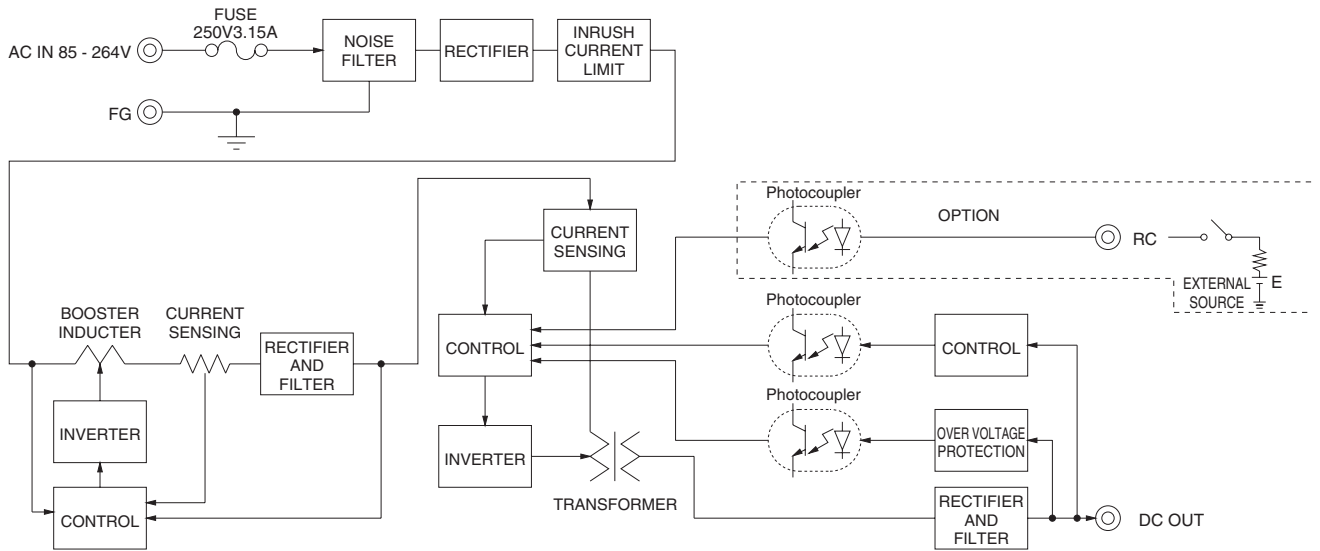 FUSE
250V3.15A
AC IN 85 - 264V
NOISE
FILTER
RECTIFIER
INRUSH
CURRENT
LIMIT
FG
Photocoupler
OPTION
RC
CURRENT
SENSING
EXTERNAL
SOURCE
E
BOOSTER
INDUCTER
CURRENT
SENSING
RECTIFIER
AND
FILTER
CONTROL
Photocoupler
CONTROL
INVERTER
INVERTER
TRANSFORMER
Photocoupler
OVER VOLTAGE
PROTECTION
CONTROL
RECTIFIER
AND
FILTER
DC OUT